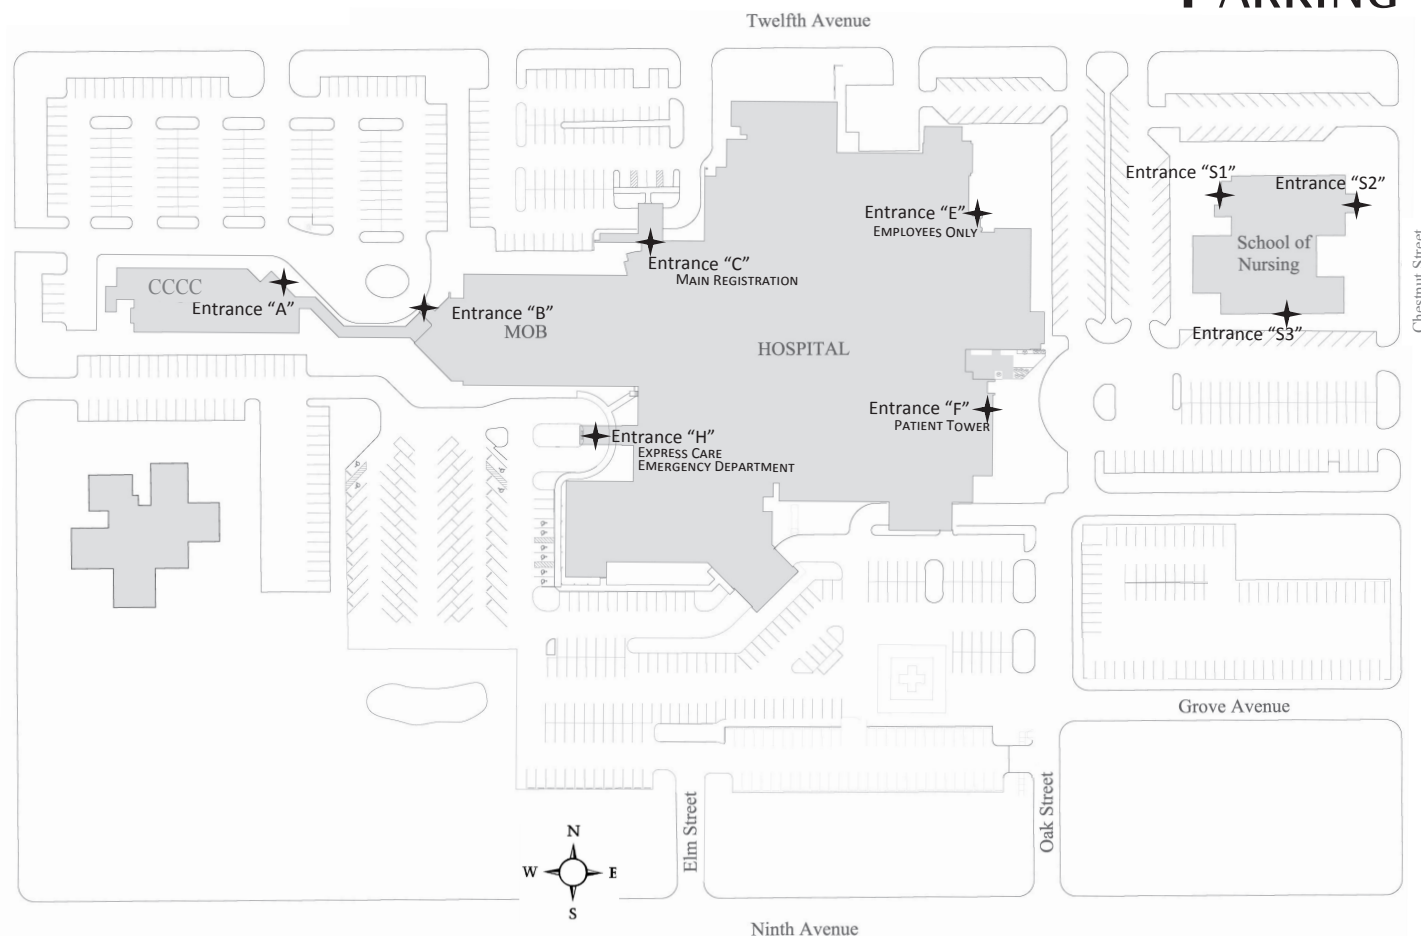 PARKING
Twelfth Avenue
Entrance “S1”
Entrance “S2”
Entrance “E”
EMPLOYEES ONLY
School of
Nursing
Chestnut Street
Entrance “C”
MAIN REGISTRATION
CCCC
Entrance “A”
Entrance “B”
MOB
HOSPITAL
Entrance “S3”
Entrance “F”
PATIENT TOWER
Entrance “H”
EXPRESS CARE
EMERGENCY DEPARTMENT
Grove Avenue
Elm Street
Oak Street
N
W E
S
Ninth Avenue